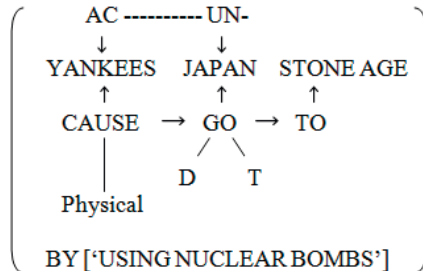 AC ---------- UN-
YANKEES JAPAN STONE AGE
CAUSE → GO → TO
D T
Physical
BY ['USING NUCLEAR BOMBS']